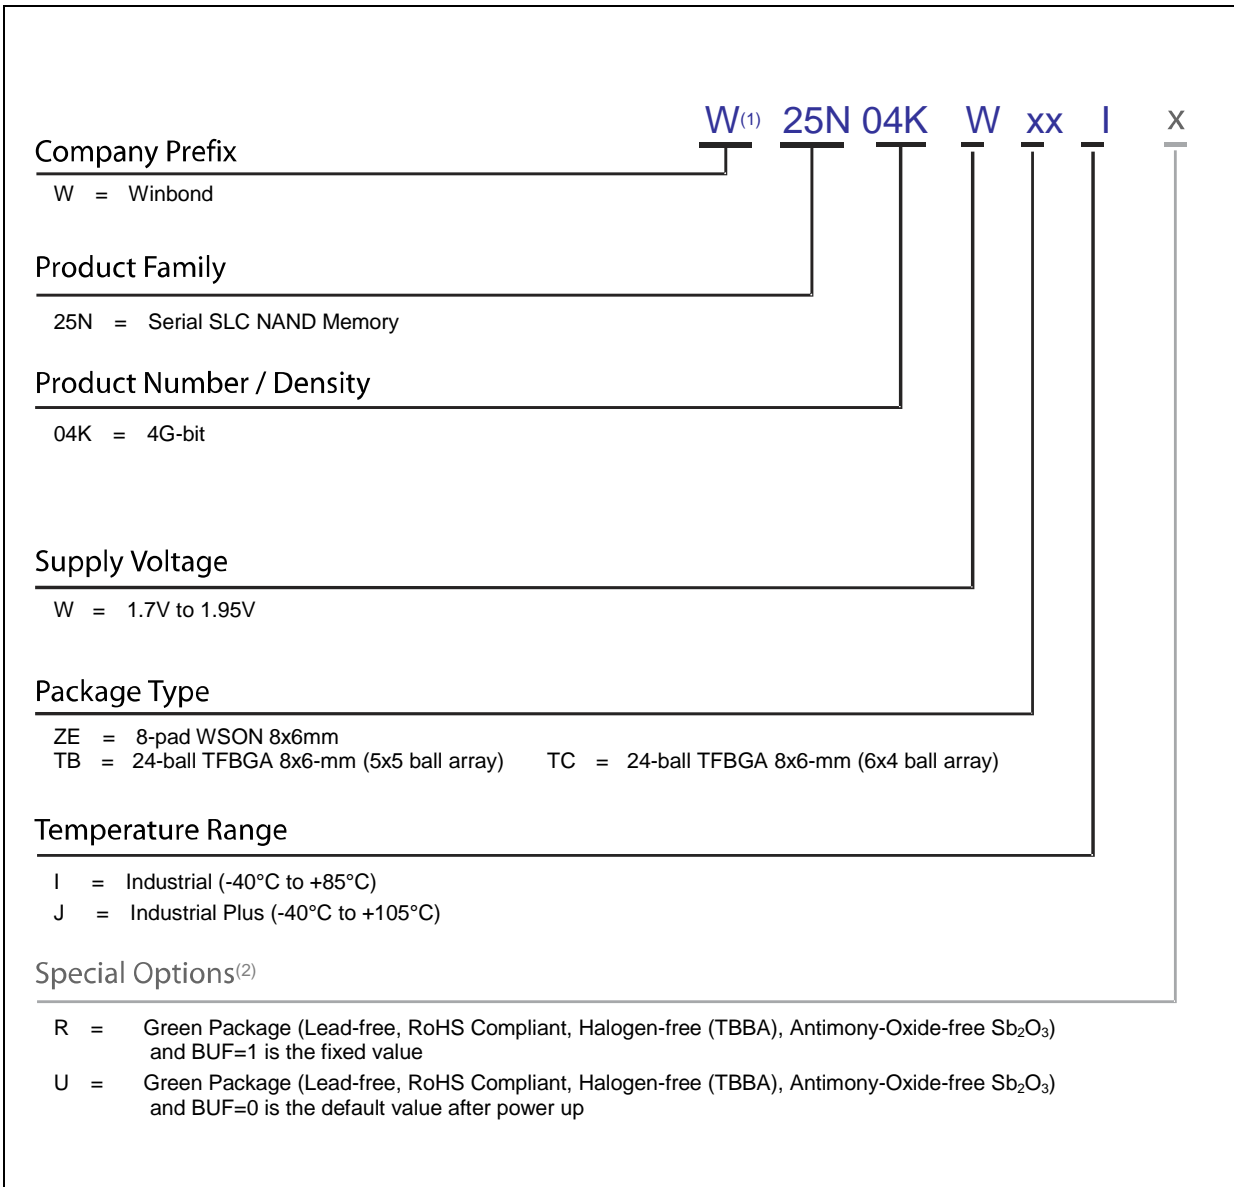 W(1) 25N 04K W xx I x
Company Prefix
W = Winbond
Product Family
25N = Serial SLC NAND Memory
Product Number / Density
04K = 4G-bit
Supply Voltage
W = 1.7V to 1.95V
Package Type
ZE = 8-pad WSON 8x6mm
TB = 24-ball TFBGA 8x6-mm (5x5 ball array) TC = 24-ball TFBGA 8x6-mm (6x4 ball array)
Temperature Range
I = Industrial (-40°C to +85°C)
J = Industrial Plus (-40°C to +105°C)
Special Options(2)
R = Green Package (Lead-free, RoHS Compliant, Halogen-free (TBBA), Antimony-Oxide-free Sb₂O₃)
and BUF=1 is the fixed value
U = Green Package (Lead-free, RoHS Compliant, Halogen-free (TBBA), Antimony-Oxide-free Sb₂O₃)
and BUF=0 is the default value after power up